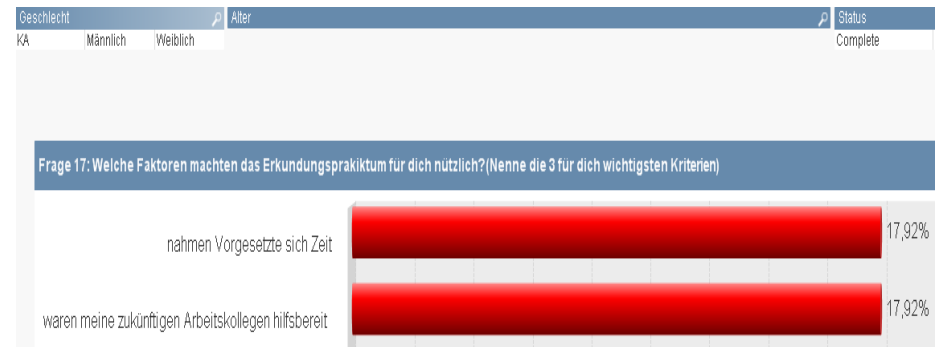 Geschlecht Alter Status
KA Männlich Weiblich Complete
Frage 17: Welche Faktoren machten das Erkundungsprakiktum für dich nützlich?(Nenne die 3 für dich wichtigsten Kriterien)
nahmen Vorgesetzte sich Zeit 17,92%
waren meine zukünftigen Arbeitskollegen hilfsbereit 17,92%